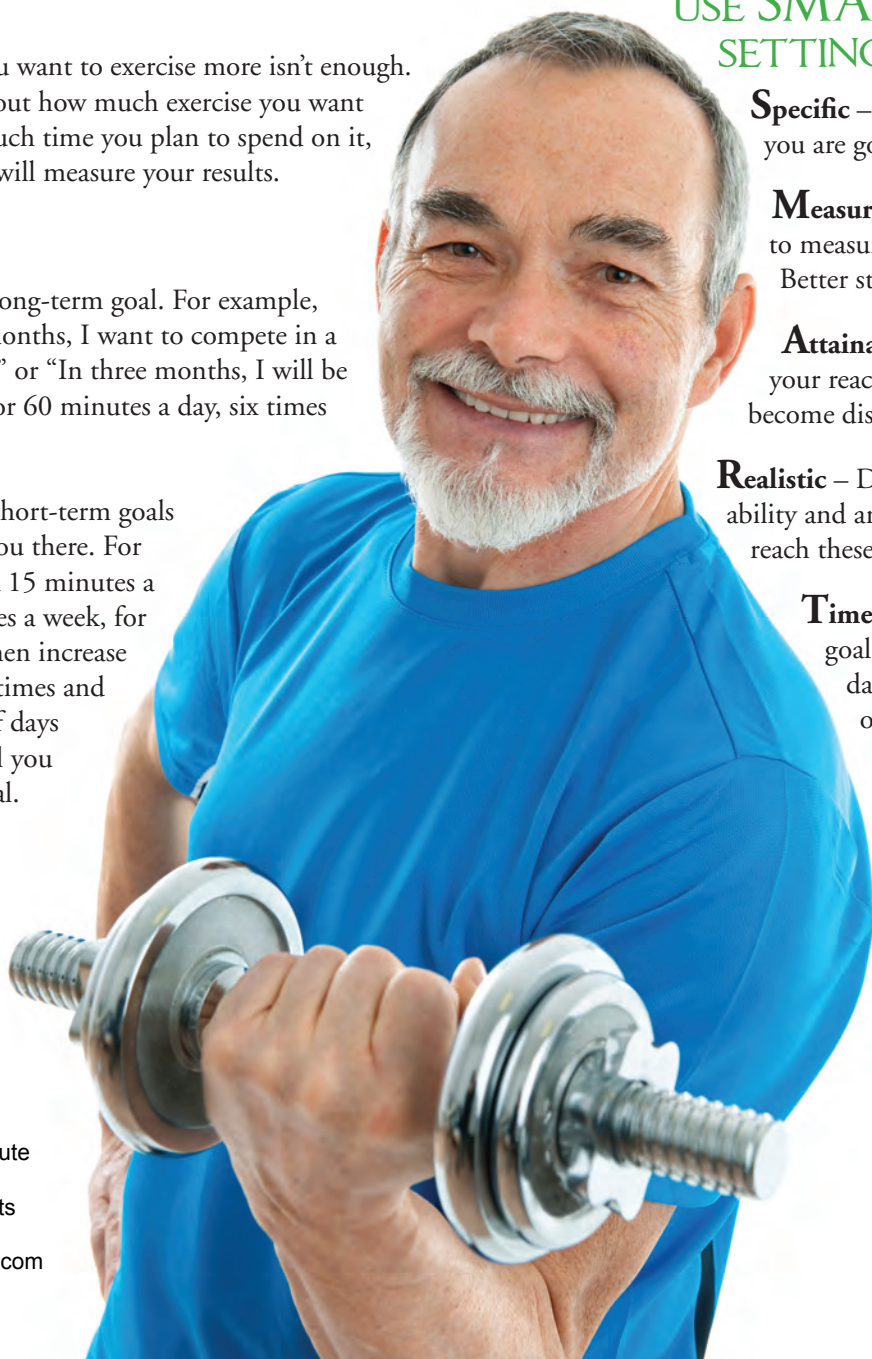 u want to exercise more isn't enough.
out how much exercise you want
uch time you plan to spend on it,
will measure your results.
ong-term goal. For example,
onths, I want to compete in a
” or “In three months, I will be
or 60 minutes a day, six times
hort-term goals
ou there. For
15 minutes a
es a week, for
hen increase
times and
f days
l you
al.
ute
ts
com
USE SMA
SETTING
Specific –
you are go
Measur
to measu
Better st
Attaina
your reac
become dis
Realistic – D
ability and ar
reach these
Time
goal
da
o